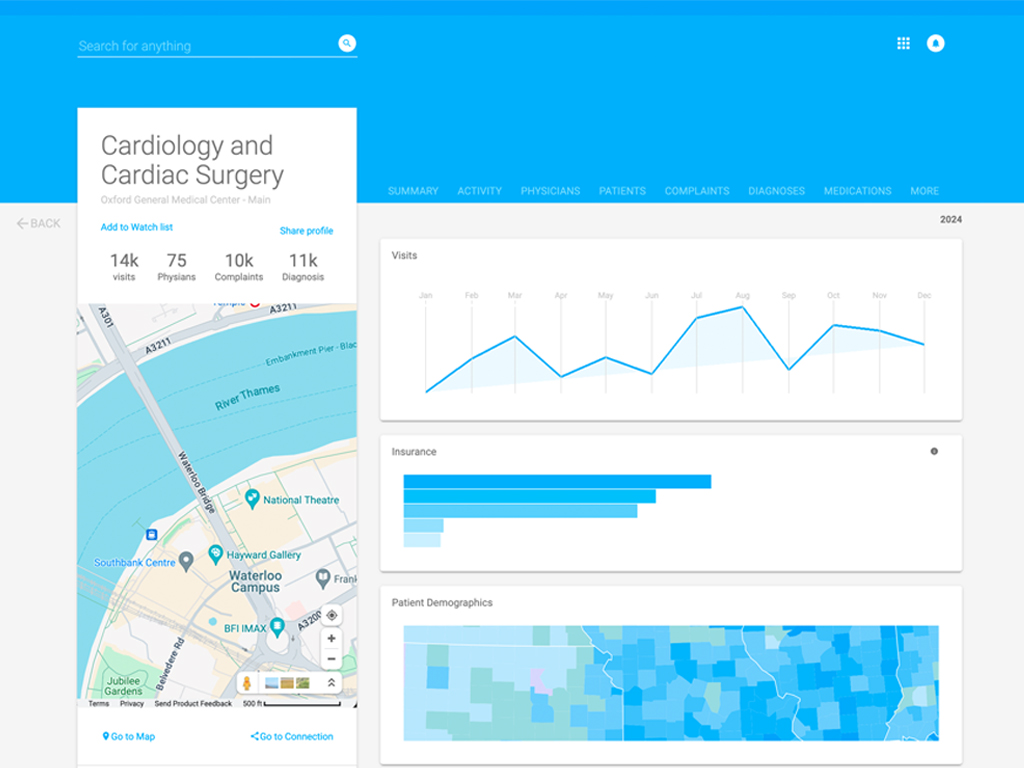 Search for anything
Cardiology and
Cardiac Surgery
Oxford General Medical Center - Main
Add to Watch list
Share profile
14k
75
10k
11k
visits
Physians
Complaints
Diagnosis
SUMMARY
ACTIVITY
PHYSICIANS
PATIENTS
COMPLAINTS
DIAGNOSES
MEDICATIONS
MORE
BACK
2024
Visits
Jan
Feb
Mar
Apr
May
Jun
Jul
Aug
Sep
Oct
Nov
Dec
Insurance
Patient Demographics
A301
A3211
A3211
Embankment Pier - Blac
River Thames
Waterloo Bridge
National Theatre
Southbank Centre
Hayward Gallery
Waterloo
Campus
Frank
BFI IMAX
A3200
Belvedere Rd
Jubilee
Gardens
Terms
Privacy
Send Product Feedback
500 ft
Go to Map
Go to Connection